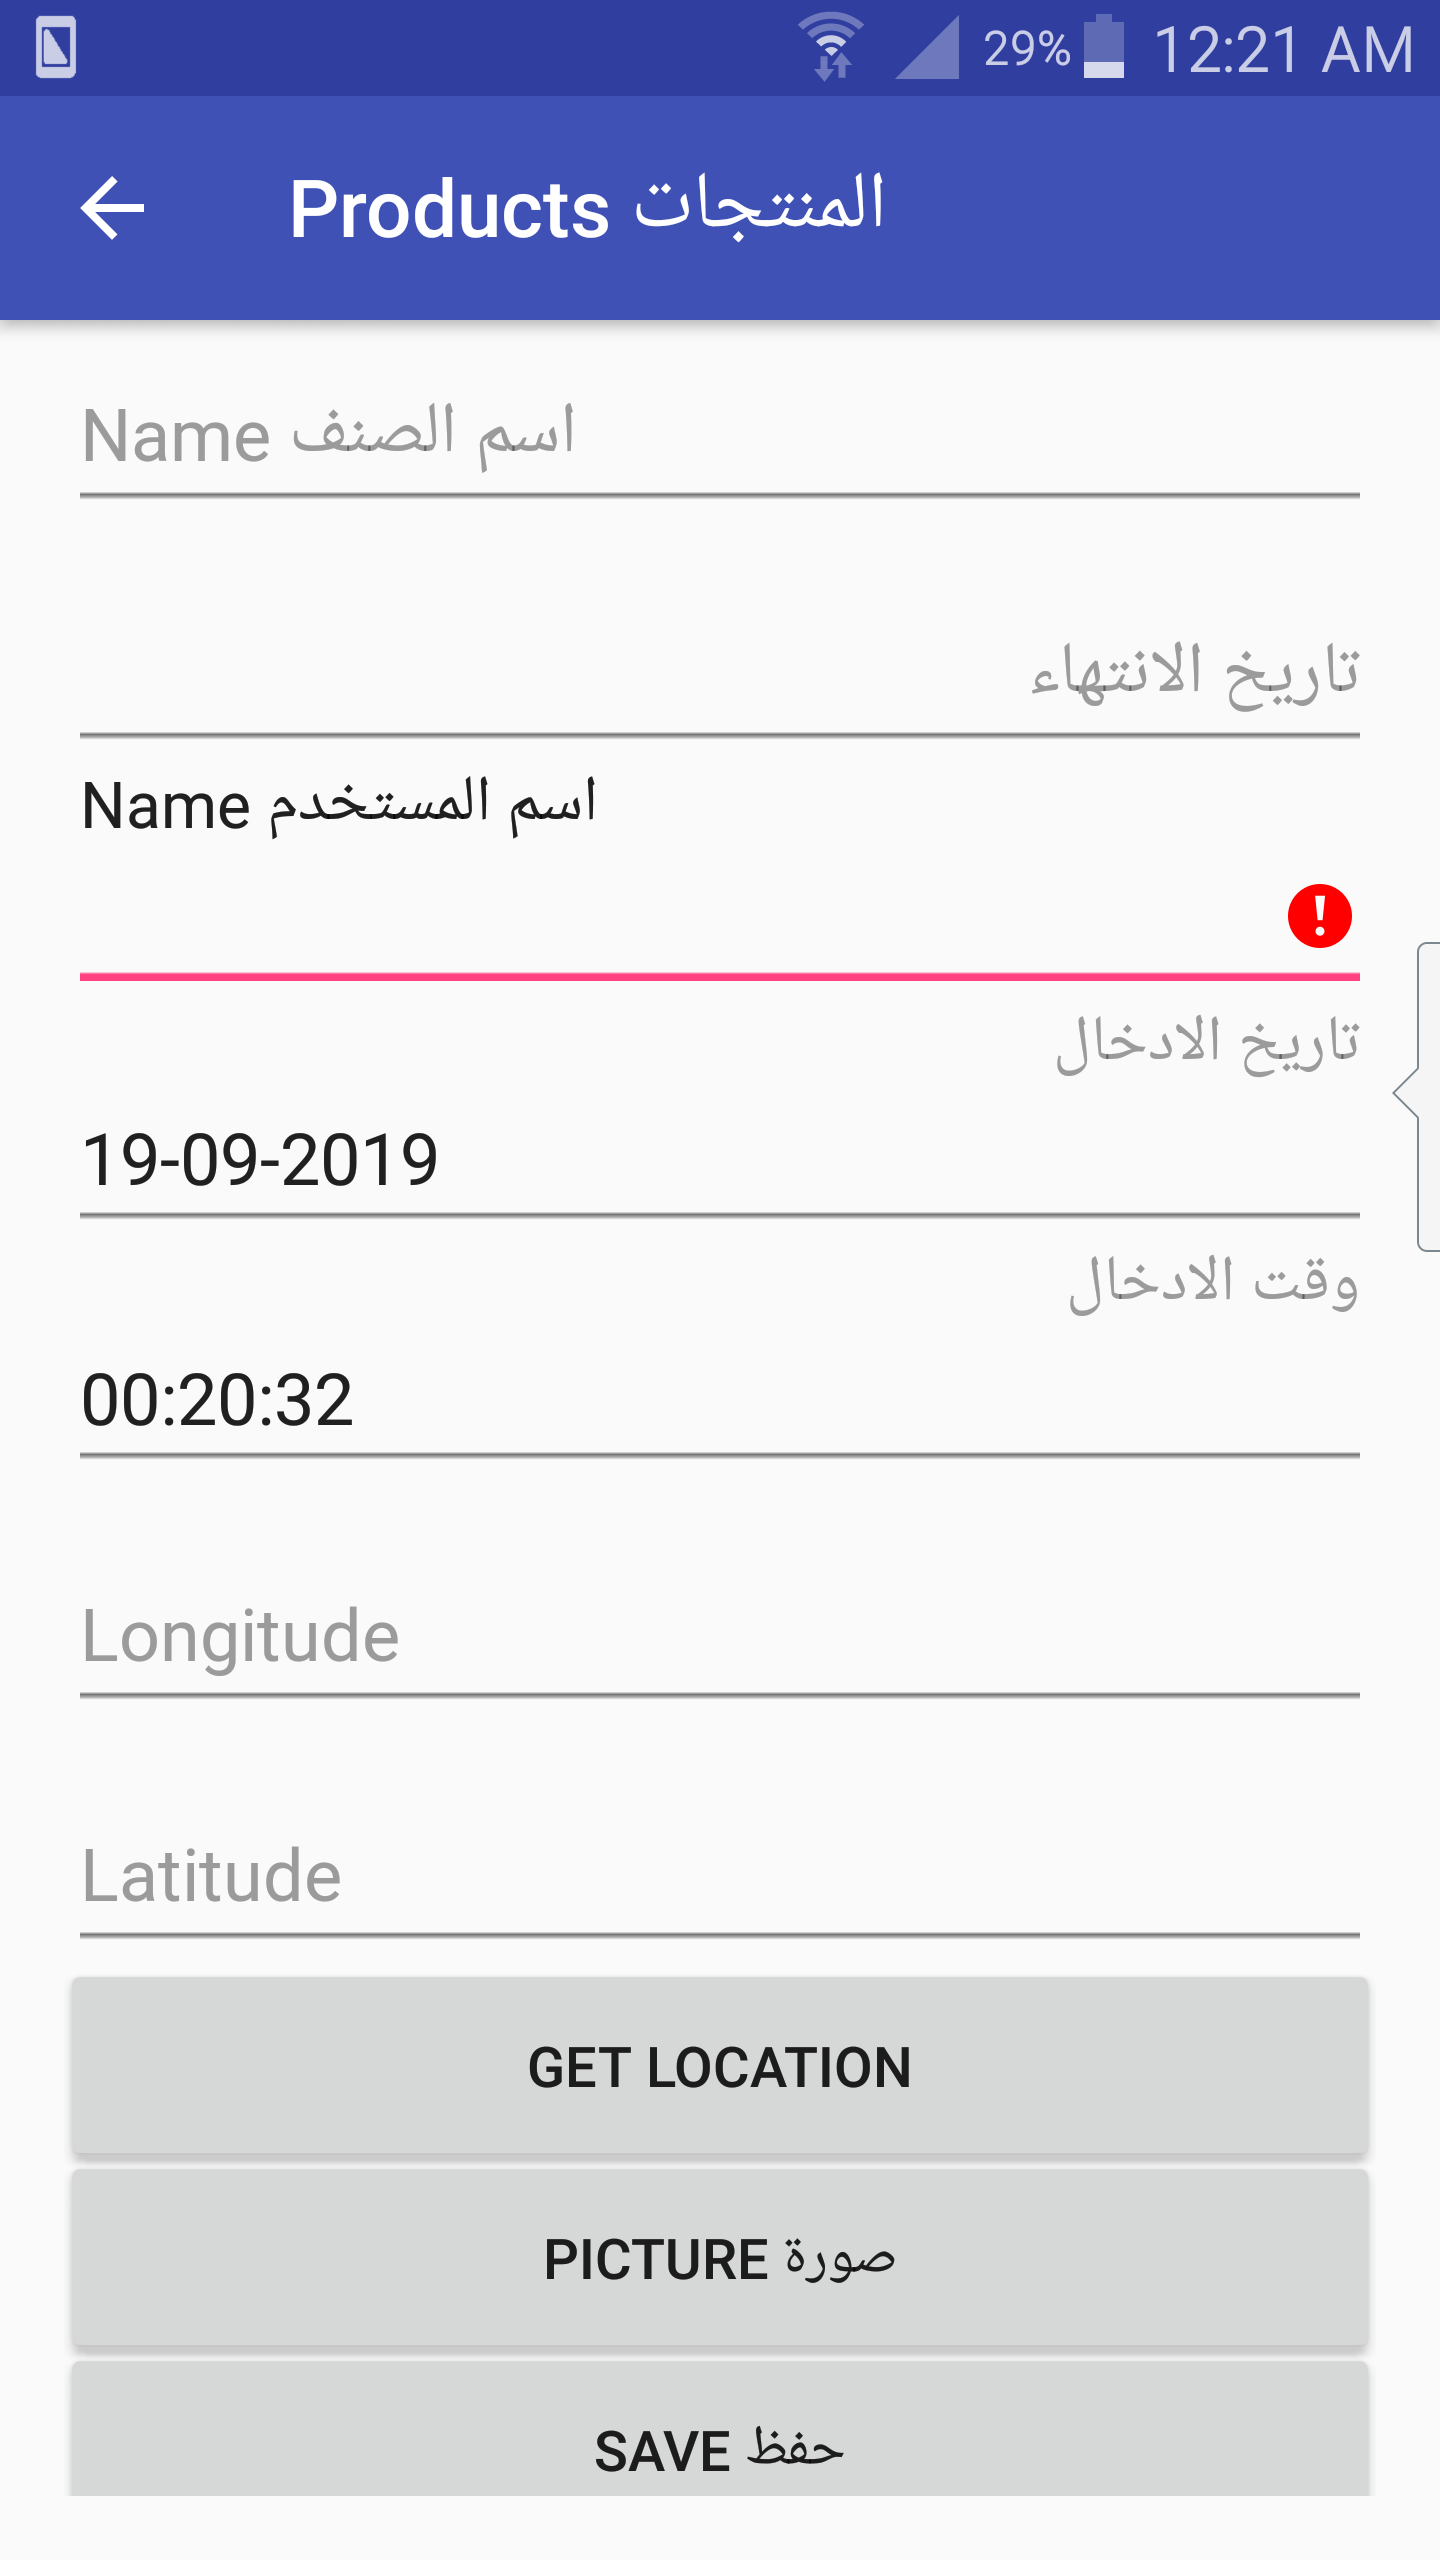 29% 12:21 AM
Products المنتجات
Name اسم الصنف
تاريخ الانتهاء
Name اسم المستخدم
!
تاريخ الادخال
19-09-2019
وقت الادخال
00:20:32
Longitude
Latitude
GET LOCATION
PICTURE صورة
SAVE حفظ